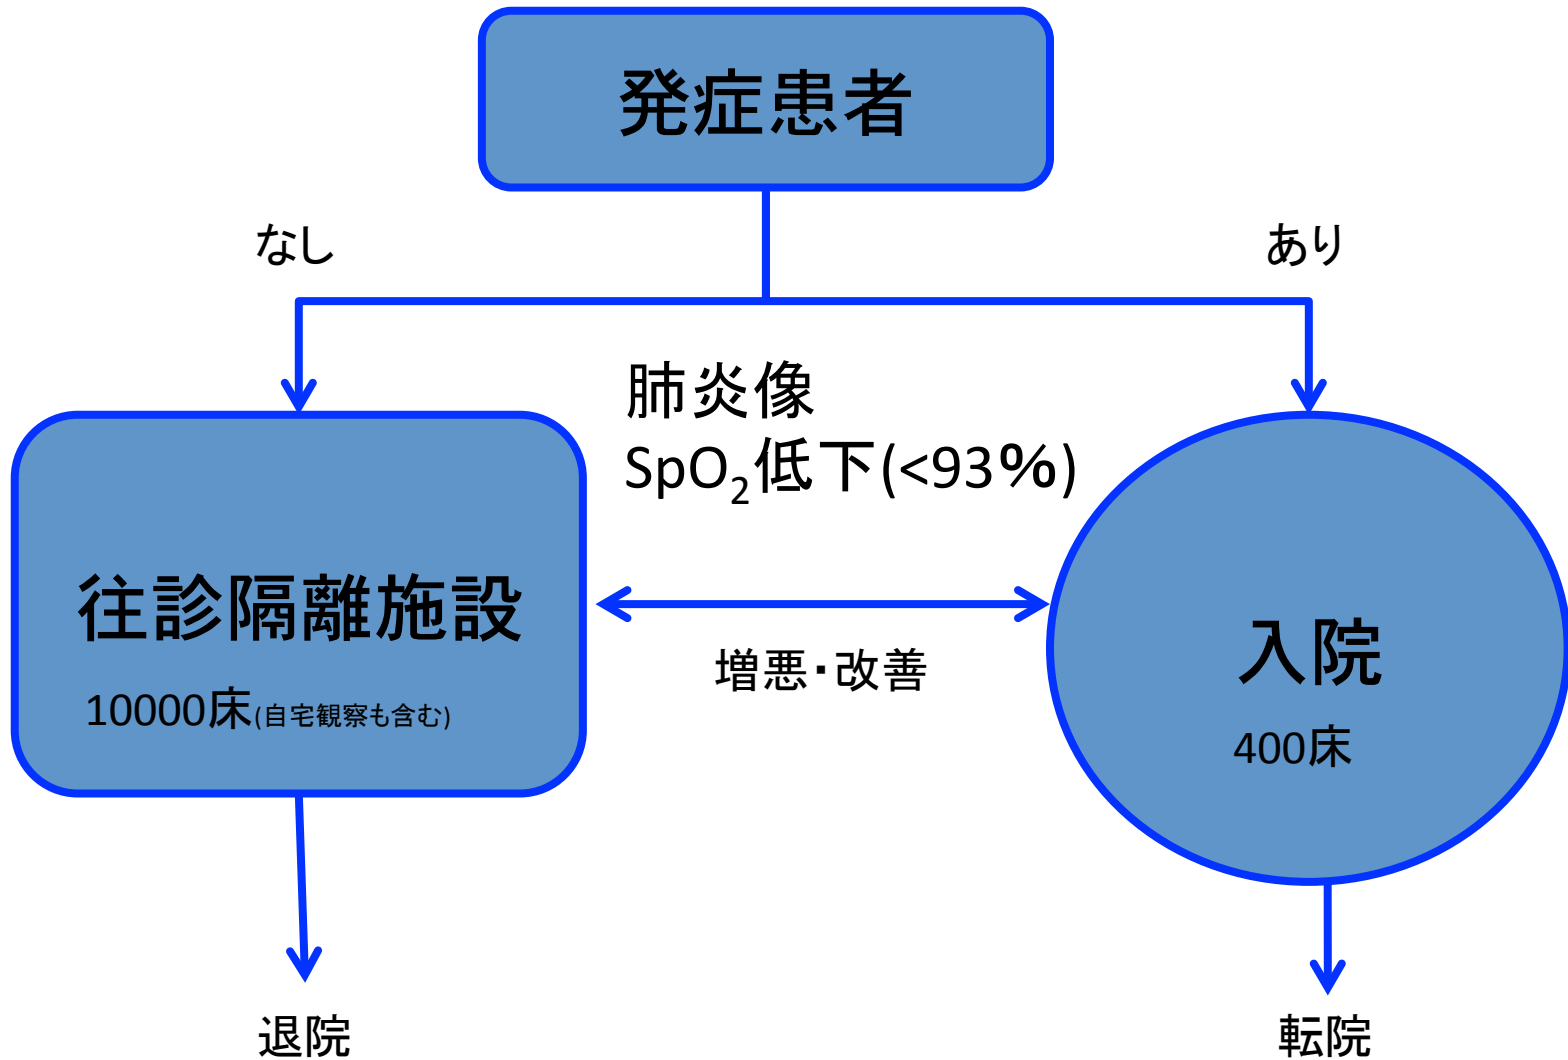 発症患者
なし
あり
肺炎像
SpO₂低下(<93%)
往診隔離施設
10000床(自宅観察も含む)
増悪・改善
入院
400床
退院
転院